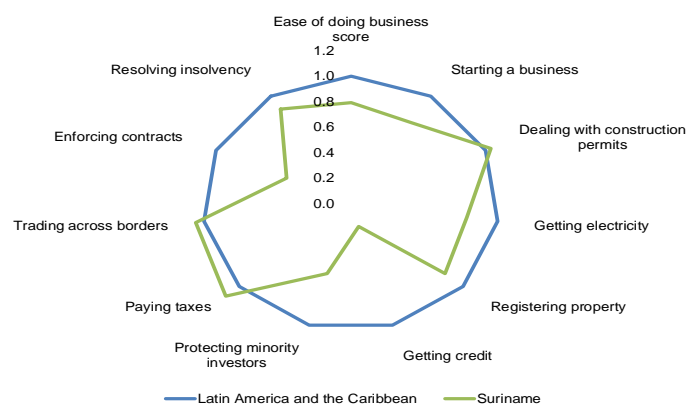 Ease of doing business
score
1.2
1.0
0.8
0.6
0.4
0.2
0.0
Starting a business
Dealing with construction
permits
Getting electricity
Registering property
Getting credit
Protecting minority
investors
Paying taxes
Trading across borders
Enforcing contracts
Resolving insolvency
Latin America and the Caribbean
Suriname